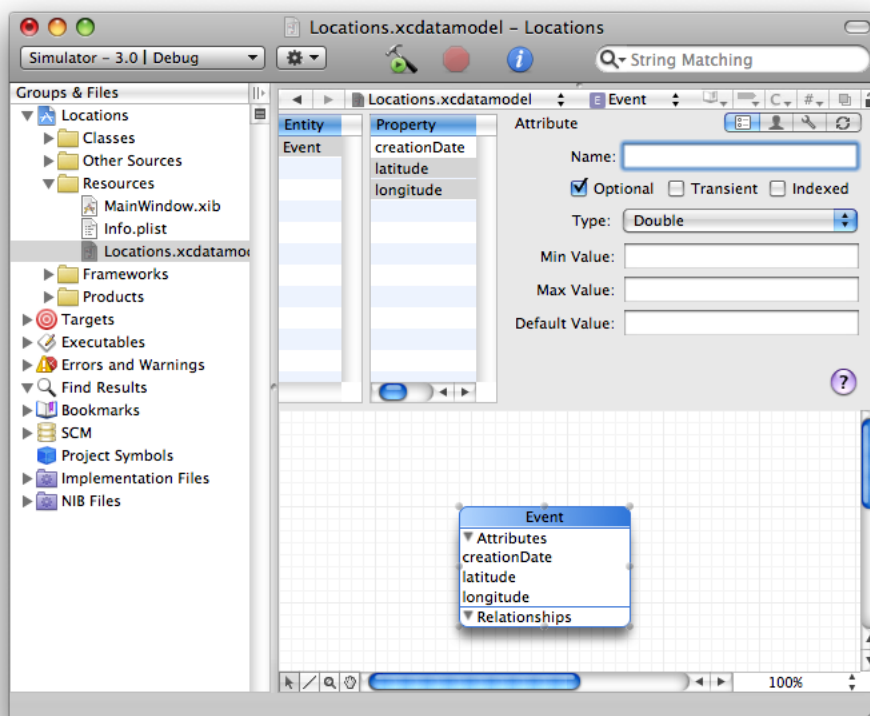 Locations.xcdatamodel – Locations
Simulator - 3.0 | Debug
String Matching
Groups & Files
Locations
Classes
Other Sources
Resources
MainWindow.xib
Info.plist
Locations.xcdatamo
Frameworks
Products
Targets
Executables
Errors and Warnings
Find Results
Bookmarks
SCM
Project Symbols
Implementation Files
NIB Files
Locations.xcdatamodel
E Event
C
#
Entity
Event
Property
creationDate
latitude
longitude
Attribute
Name:
Optional Transient Indexed
Type: Double
Min Value:
Max Value:
Default Value:
?
Event
Attributes
creationDate
latitude
longitude
Relationships
100%